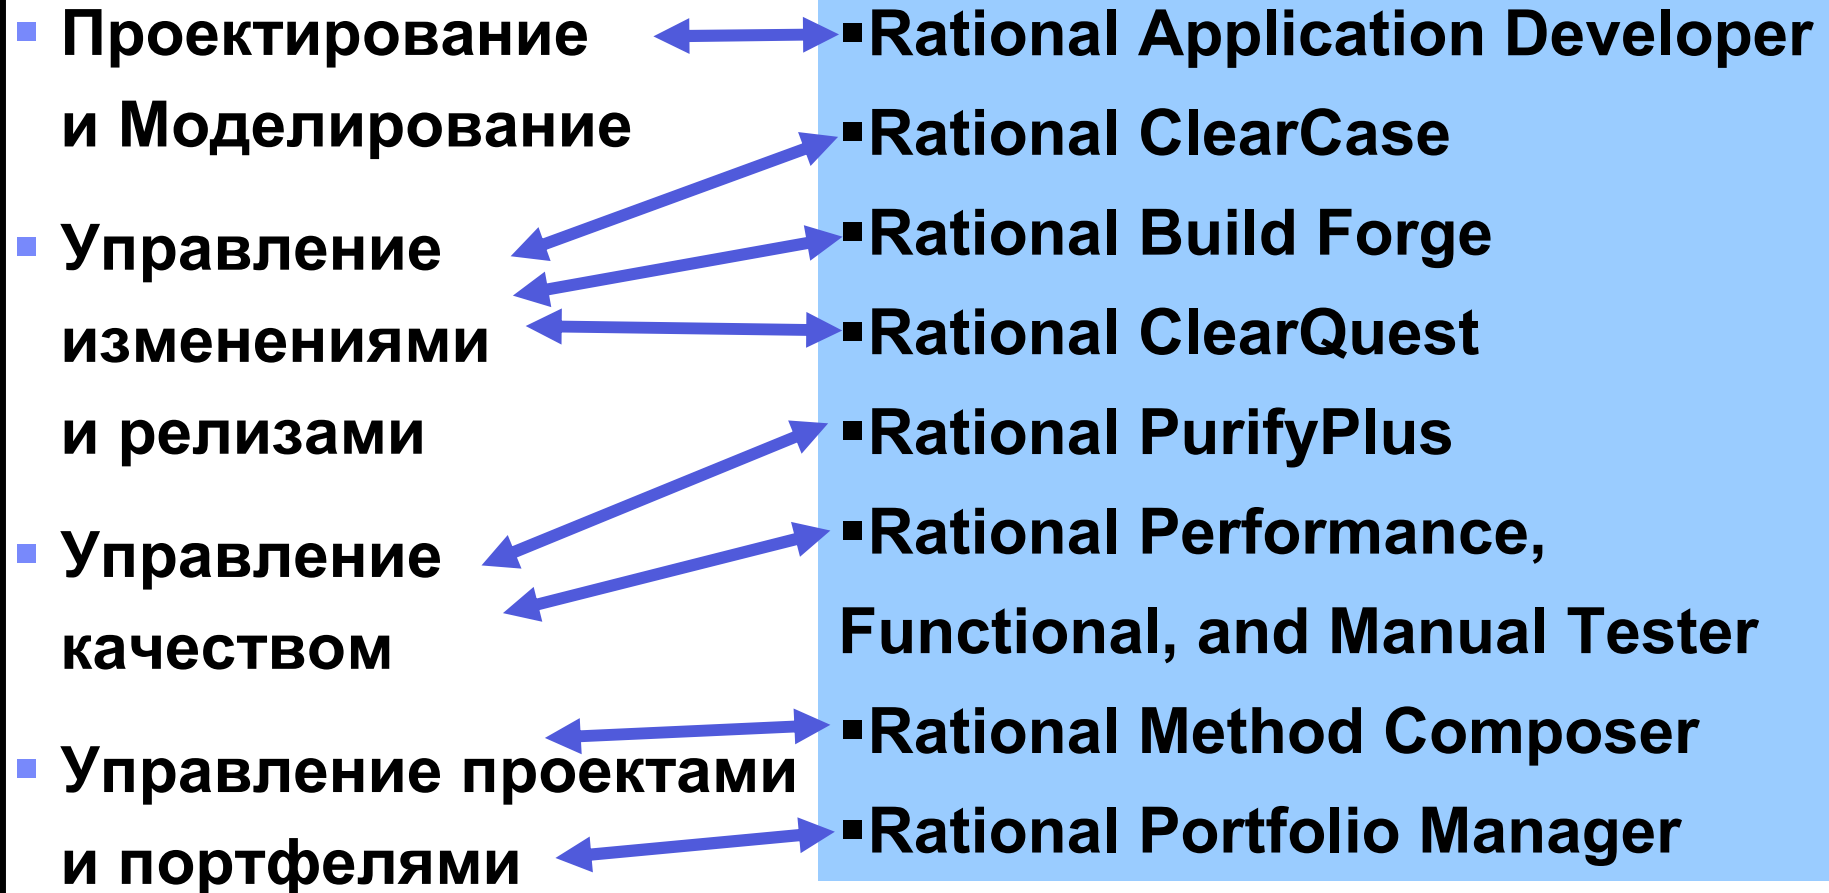 Проектирование
и Моделирование
Управление
изменениями
и релизами
Управление
качеством
Управление проектами
и портфелями
Rational Application Developer
Rational ClearCase
Rational Build Forge
Rational ClearQuest
Rational PurifyPlus
Rational Performance,
Functional, and Manual Tester
Rational Method Composer
Rational Portfolio Manager